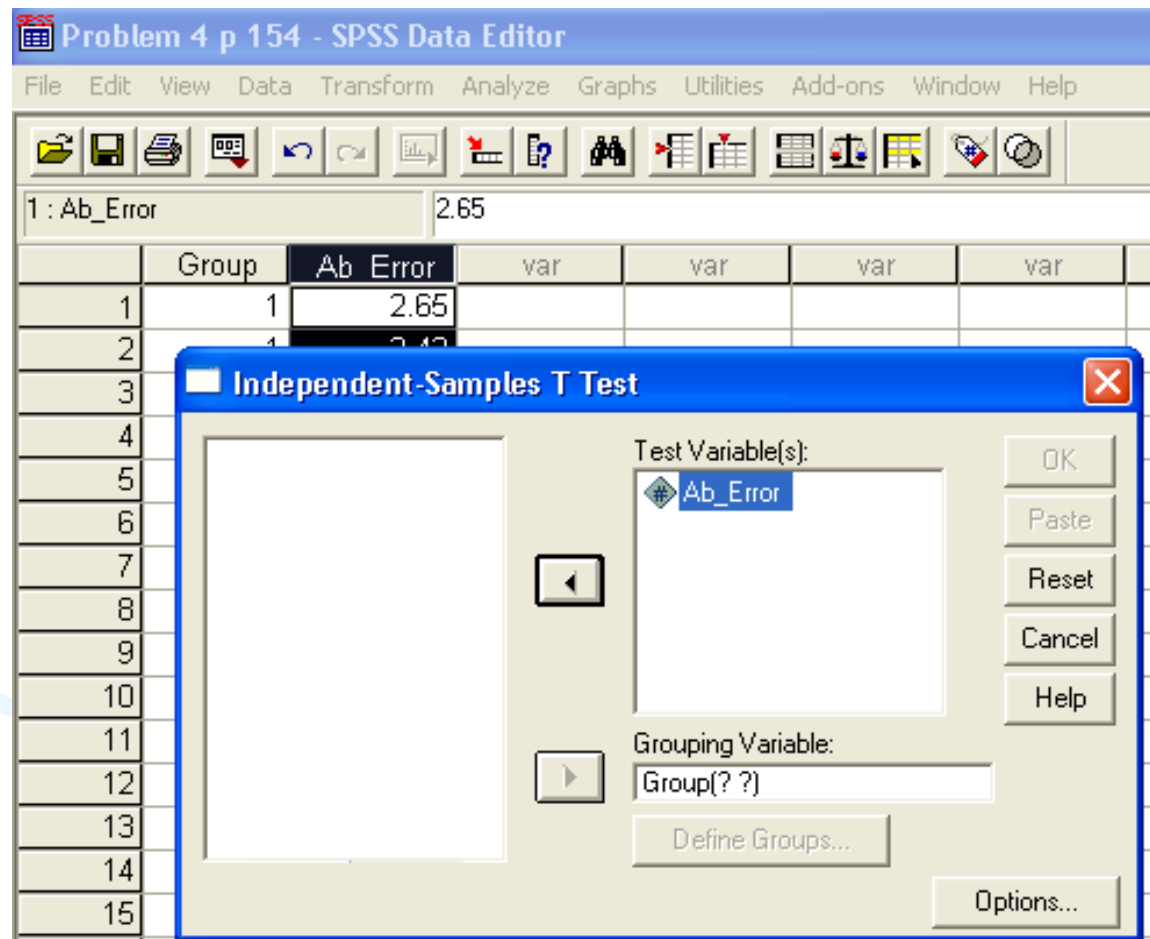 SPSS
Problem 4 p 154 - SPSS Data Editor
File Edit View Data Transform Analyze Graphs Utilities Add-ons Window Help
1 : Ab_Error 2.65
Group Ab_Error var var var var
1 1 2.65
2 1
3 Independent-Samples T Test
4 Test Variable(s): OK
5 # Ab_Error
6 Paste
7 Reset
8
9 Cancel
10 Help
11 Grouping Variable:
12 Group(? ?)
13 Define Groups...
14
15 Options...